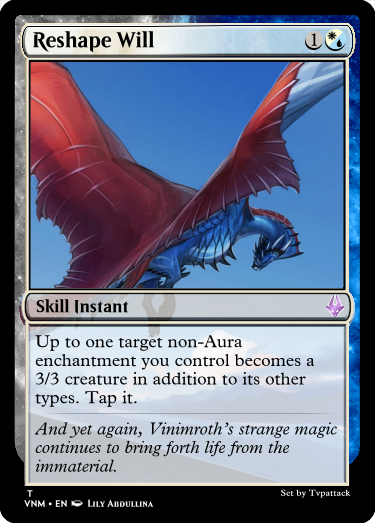 Reshape Will 1
Skill Instant
Up to one target non-Aura
enchantment you control becomes a
3/3 creature in addition to its other
types. Tap it.
And yet again, Vinimroth's strange magic
continues to bring forth life from the
immaterial.
T
Set by Tvpattack
VNM • EN Lily Abdullina